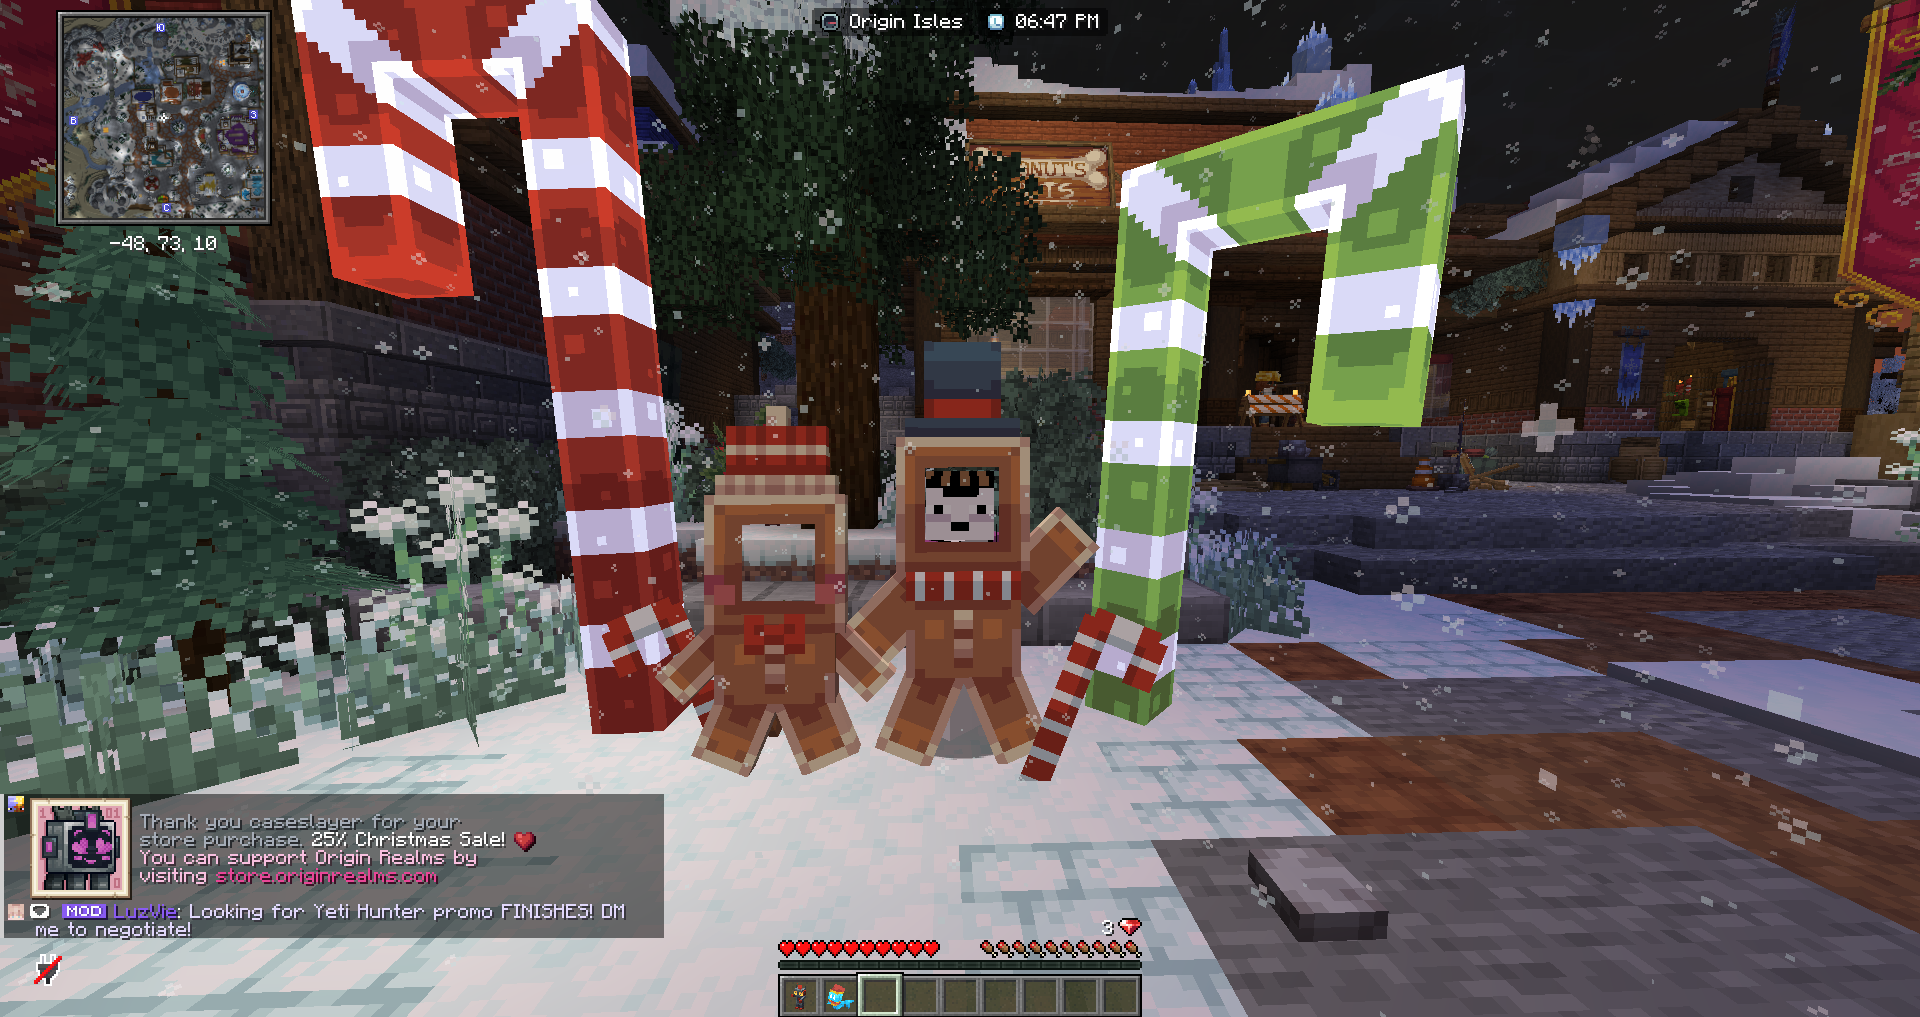 Origin Isles 06:47 PM
-48, 73, 10
Thank you caseslayer for your
store purchase. 25% Christmas Sale!
You can support Origin Realms by
visiting store.originrealms.com
MOD LuzVie: Looking for Yeti Hunter promo FINISHES! DM
me to negotiate!
3